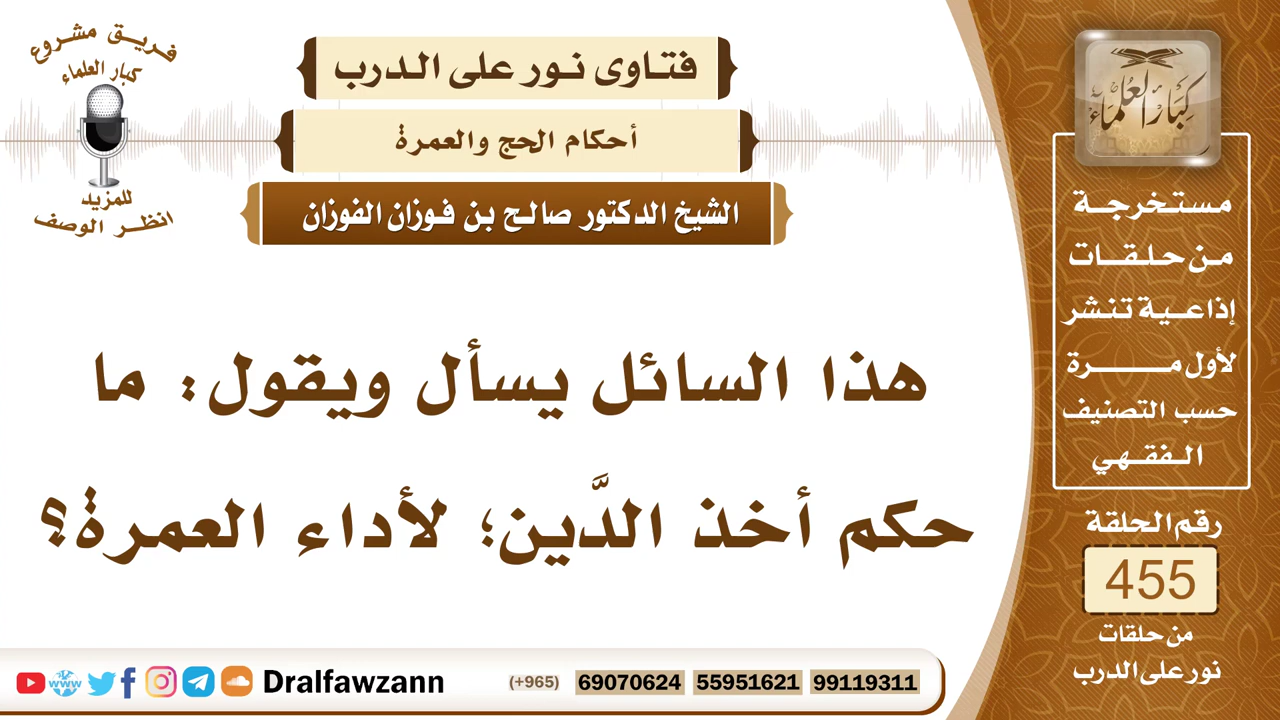 فريق مشروع
كبار العلماء
للمزيد
انظر الوصف
فتاوى نور على الدرب
أحكام الحج والعمرة
الشيخ الدكتور صالح بن فوزان الفوزان
هذا السائل يسأل ويقول: ما
حكم أخذ الدَّين؛ لأداء العمرة؟
كبار العلماء
مستخرجة
من حلقات
إذاعية تنشر
لأول مرة
حسب التصنيف
الفقهي
رقم الحلقة
455
من حلقات
نور على الدرب
www
Dralfawzann
(+965) 69070624 55951621 99119311